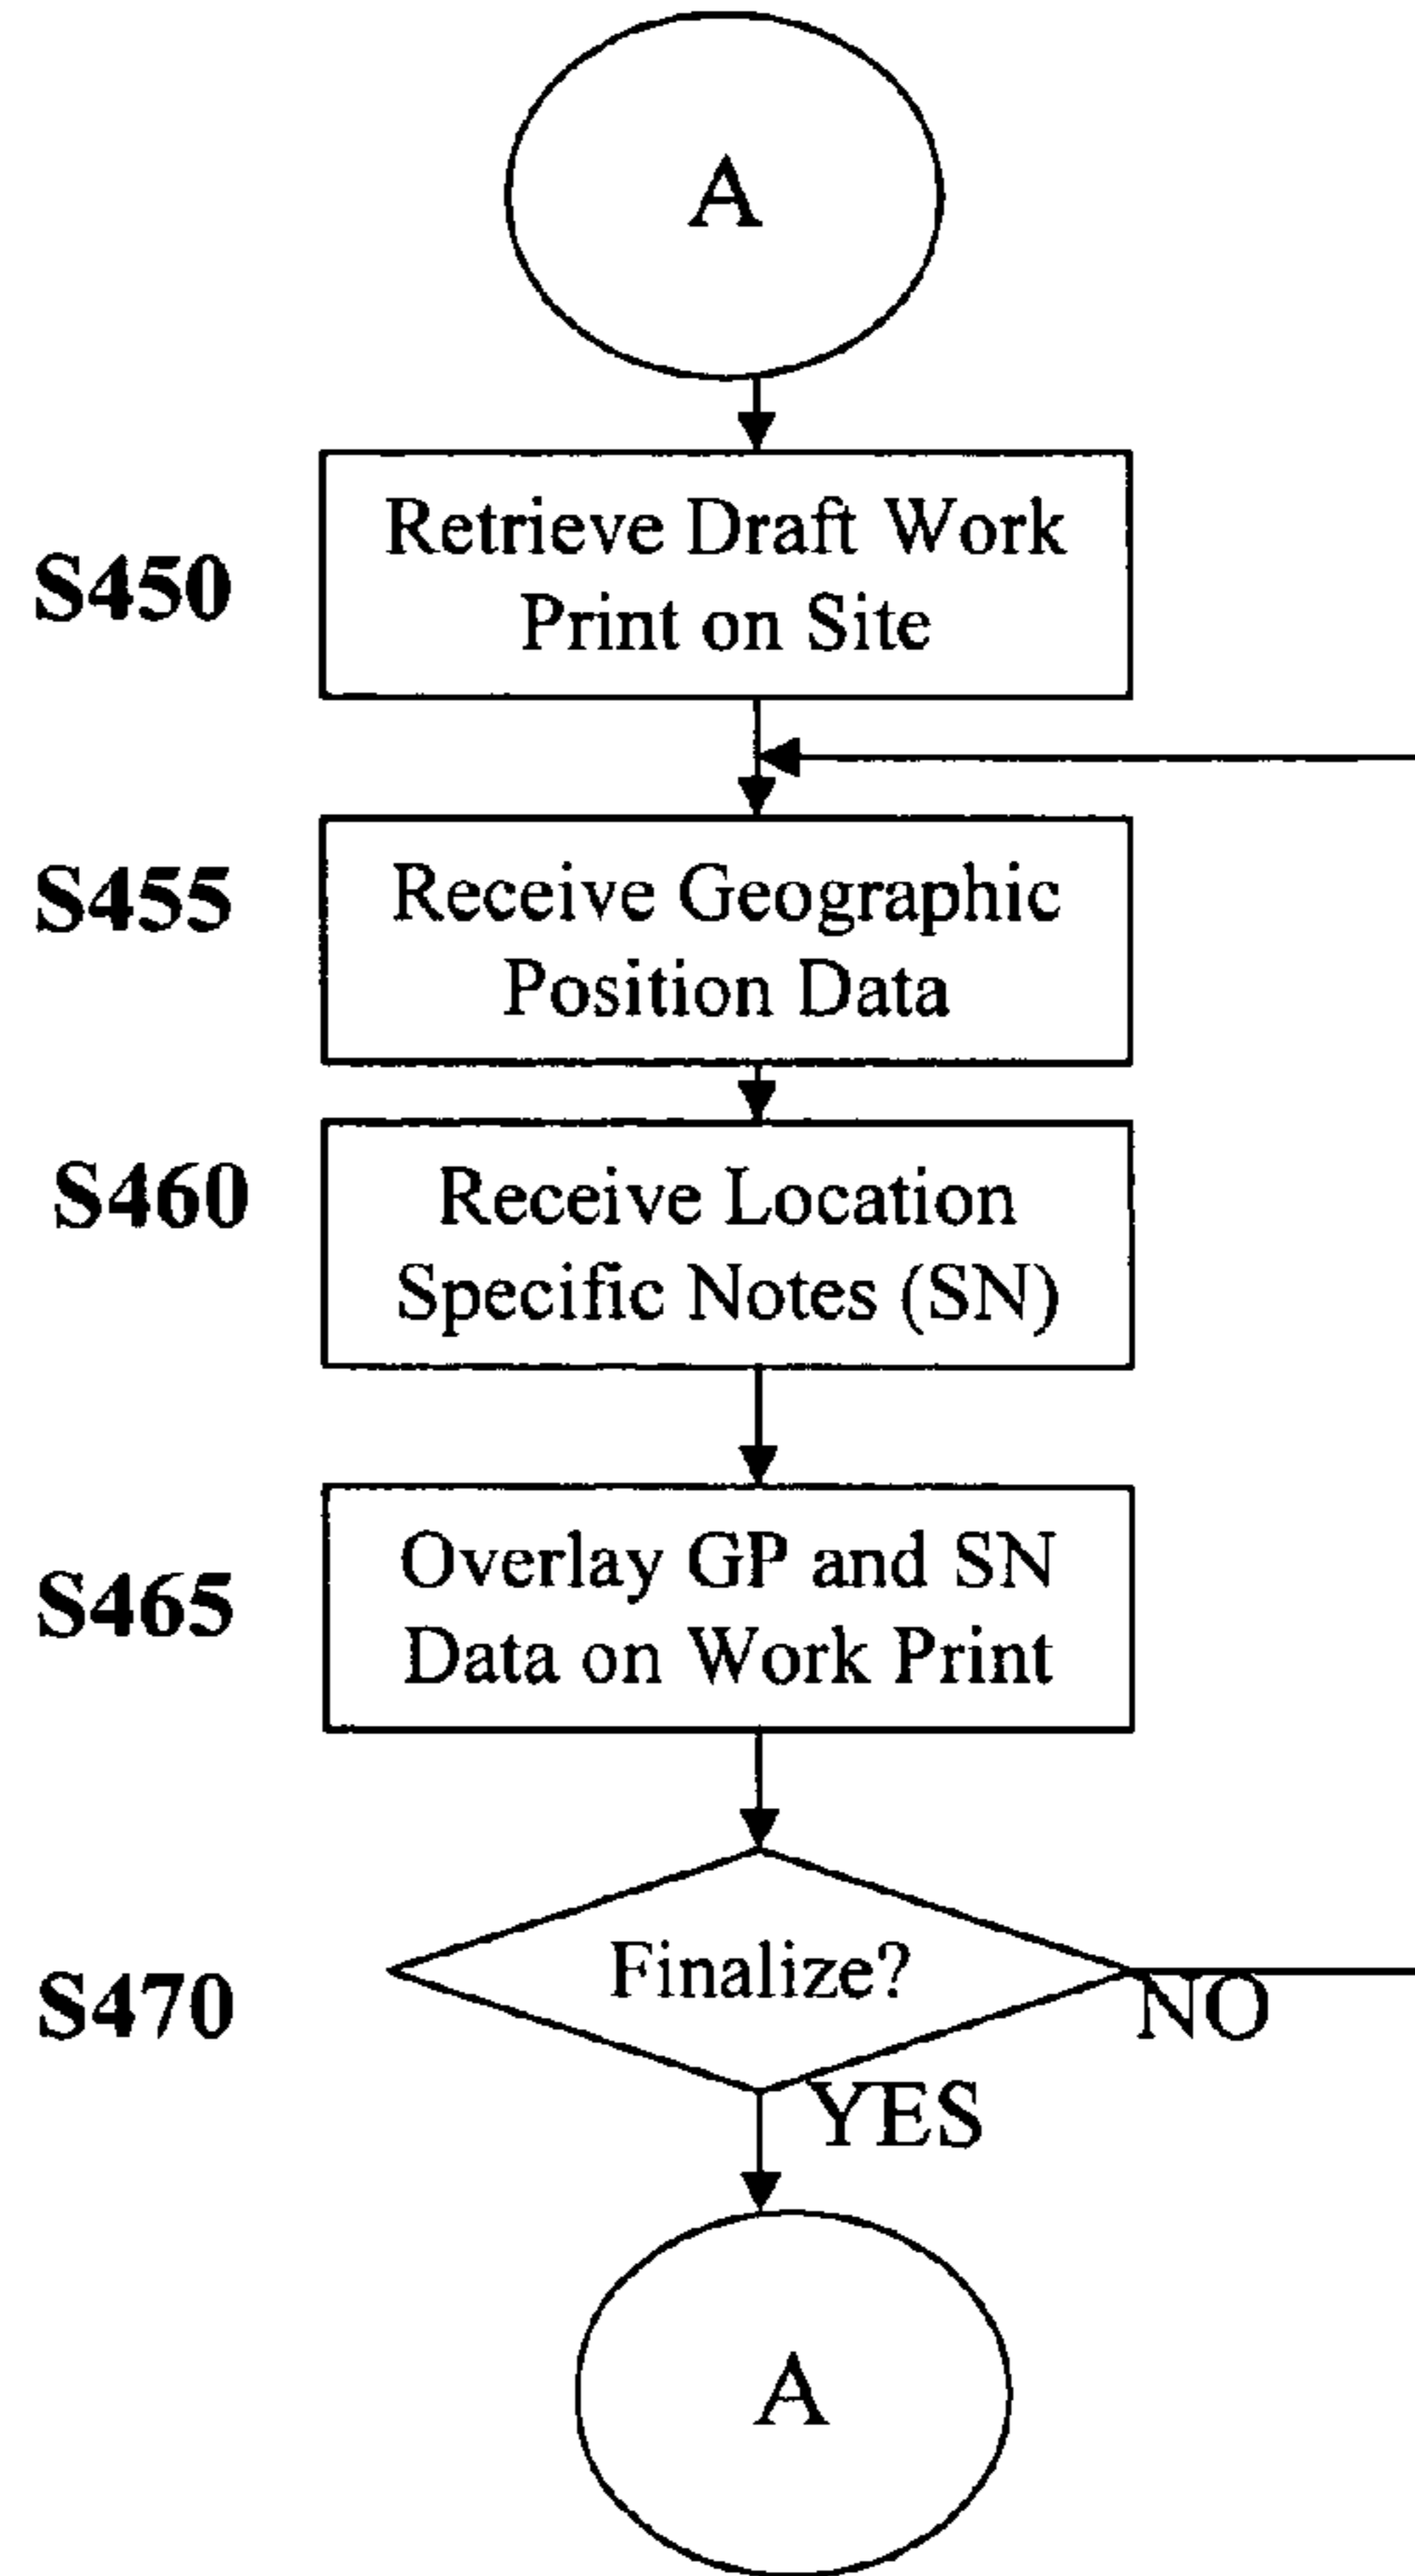 A
S450
Retrieve Draft Work
Print on Site
S455
Receive Geographic
Position Data
S460
Receive Location
Specific Notes (SN)
S465
Overlay GP and SN
Data on Work Print
S470
Finalize?
NO
YES
A